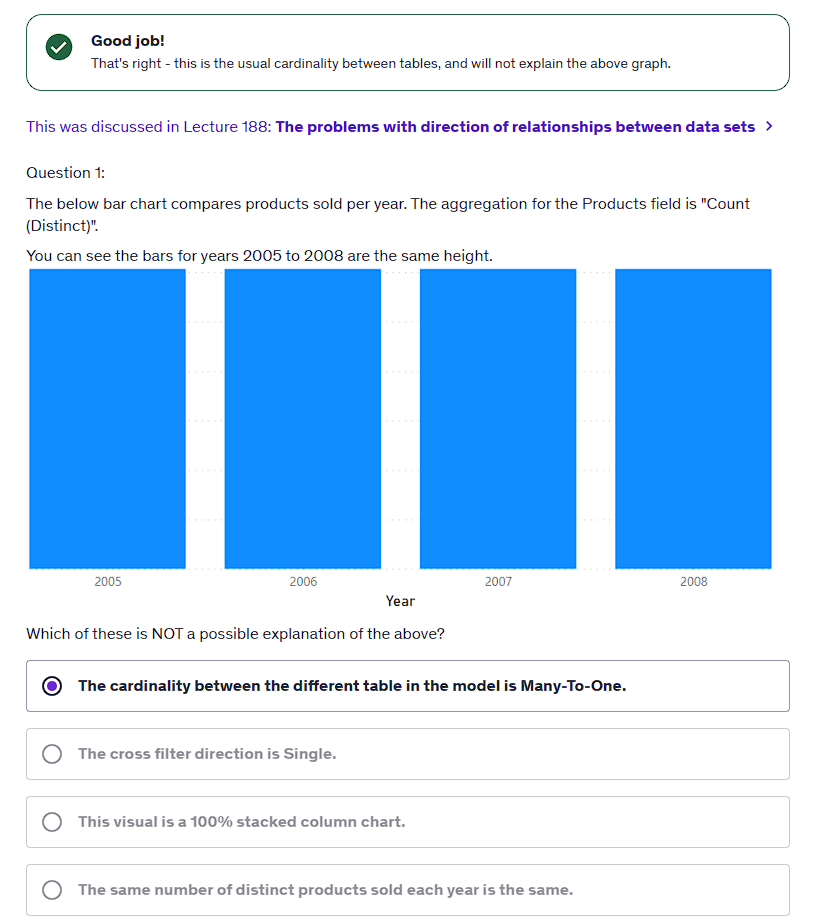 Good job!
That's right - this is the usual cardinality between tables, and will not explain the above graph.
This was discussed in Lecture 188: The problems with direction of relationships between data sets
Question 1:
The below bar chart compares products sold per year. The aggregation for the Products field is "Count
(Distinct)".
You can see the bars for years 2005 to 2008 are the same height.
2005 2006 2007 2008
Year
Which of these is NOT a possible explanation of the above?
The cardinality between the different table in the model is Many-To-One.
The cross filter direction is Single.
This visual is a 100% stacked column chart.
The same number of distinct products sold each year is the same.